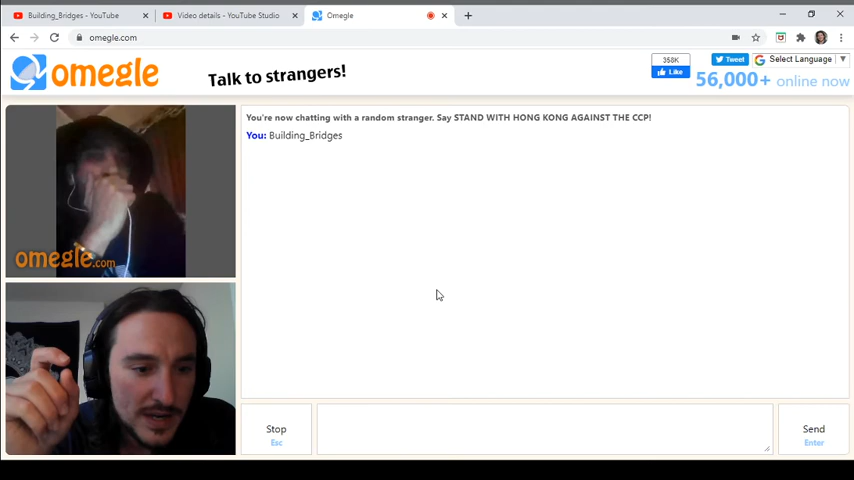 Building_Bridges - YouTube
Video details - YouTube Studio
Omegle
omegle.com
omegle
Talk to strangers!
358K
Like
Tweet
Select Language
56,000+ online now
You're now chatting with a random stranger. Say STAND WITH HONG KONG AGAINST THE CCP!
You: Building_Bridges
omegle.com
Stop
Esc
Send
Enter